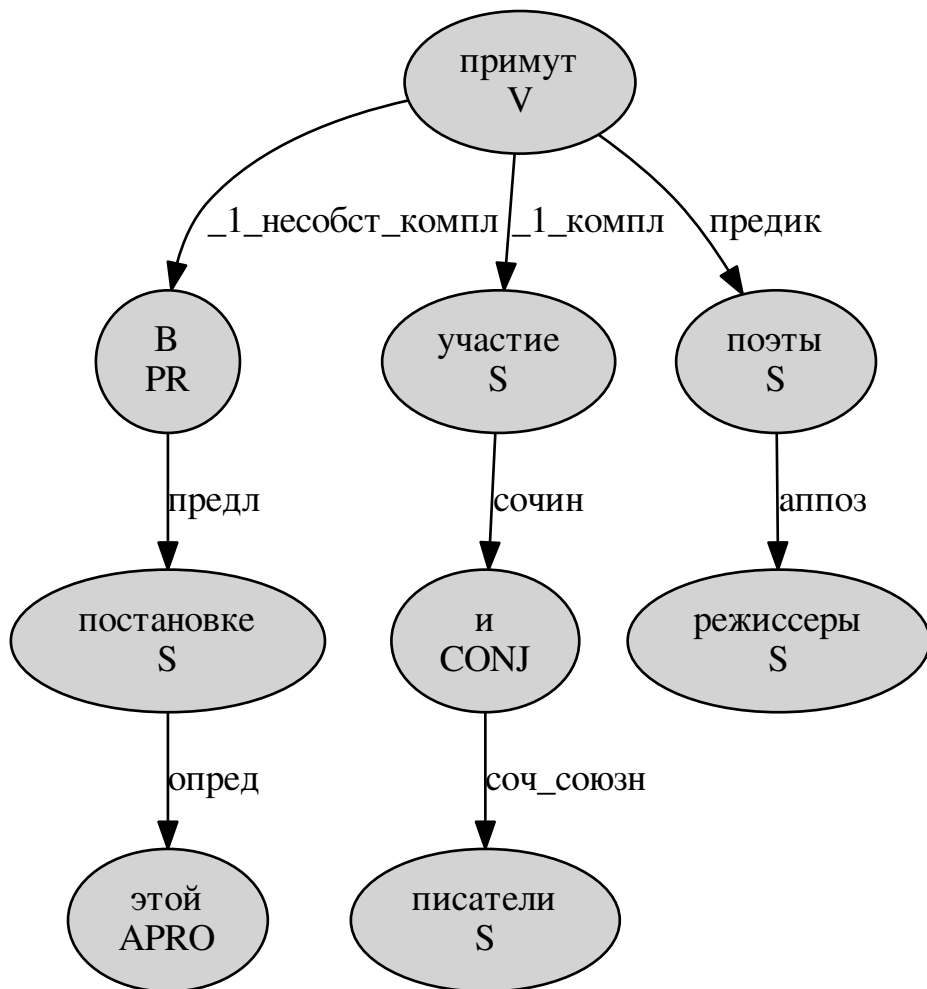 примут
V
_1_несобст_компл
_1_компл
предик
В
PR
участие
S
поэты
S
предл
сочин
аппоз
постановке
S
и
CONJ
режиссеры
S
опред
соч_союзн
этой
APRO
писатели
S